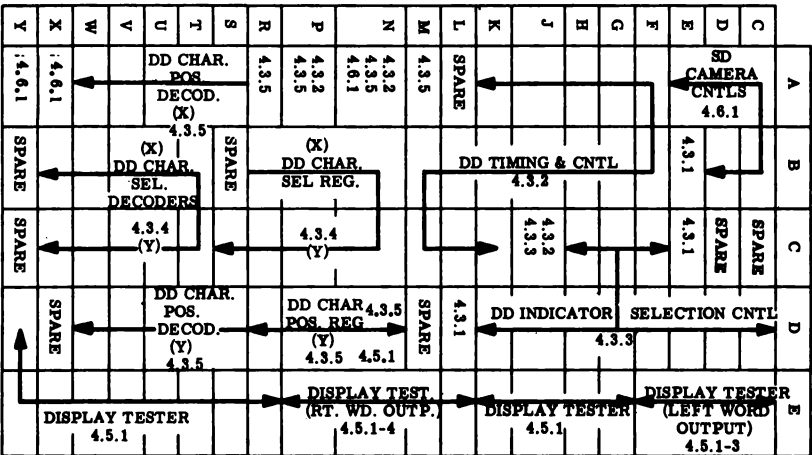 Y X W V U T S R P N M L K J H G F E D C
: 4.6.1
: 4.6.1
DD CHAR.
POS.
DECOD.
(X)
4.3.5
4.3.5
4.3.2
4.3.5
4.3.2
4.3.5
4.6.1
4.3.5
SPARE
SD
CAMERA
CNTLS
4.6.1
A
SPARE
(X)
DD CHAR.
SEL.
DECODERS
SPARE
(X)
DD CHAR.
SEL REG.
DD TIMING & CNTL
4.3.2
4.3.1
B
SPARE
4.3.4
(Y)
4.3.4
(Y)
4.3.2
4.3.3
4.3.1
SPARE
SPARE
C
SPARE
DD CHAR.
POS.
DECOD.
(Y)
4.3.5
DD CHAR 4.3.5
POS. REG
(Y)
4.3.5 4.5.1
SPARE
4.3.1
DD INDICATOR SELECTION CNTL
4.3.3
D
DISPLAY TESTER
4.5.1
DISPLAY TEST
(RT. WD. OUTP.)
4.5.1-4
DISPLAY TESTER
4.5.1
DISPLAY TESTER
(LEFT WORD
OUTPUT)
4.5.1-3
E